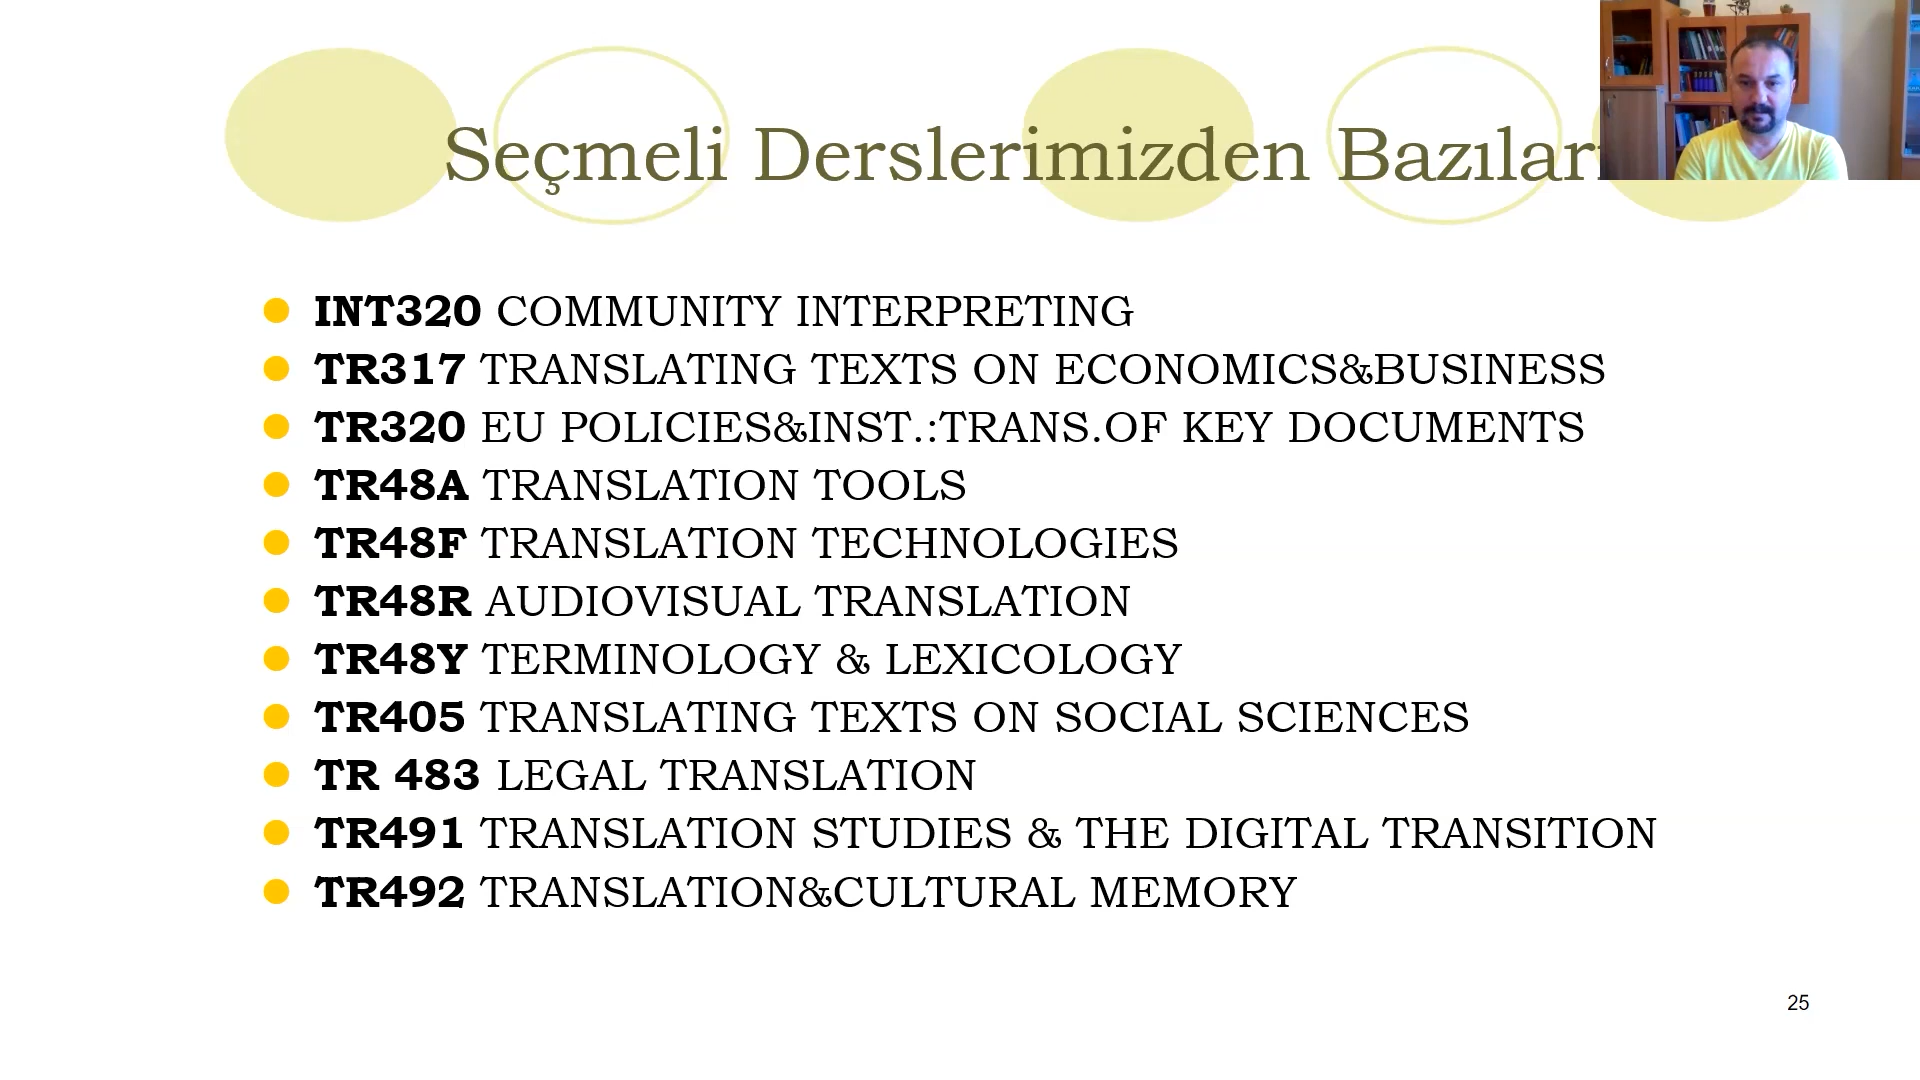 Seçmeli Derslerimizden Bazıları
INT320 COMMUNITY INTERPRETING
TR317 TRANSLATING TEXTS ON ECONOMICS&BUSINESS
TR320 EU POLICIES&INST.:TRANS.OF KEY DOCUMENTS
TR48A TRANSLATION TOOLS
TR48F TRANSLATION TECHNOLOGIES
TR48R AUDIOVISUAL TRANSLATION
TR48Y TERMINOLOGY & LEXICOLOGY
TR405 TRANSLATING TEXTS ON SOCIAL SCIENCES
TR 483 LEGAL TRANSLATION
TR491 TRANSLATION STUDIES & THE DIGITAL TRANSITION
TR492 TRANSLATION&CULTURAL MEMORY
25